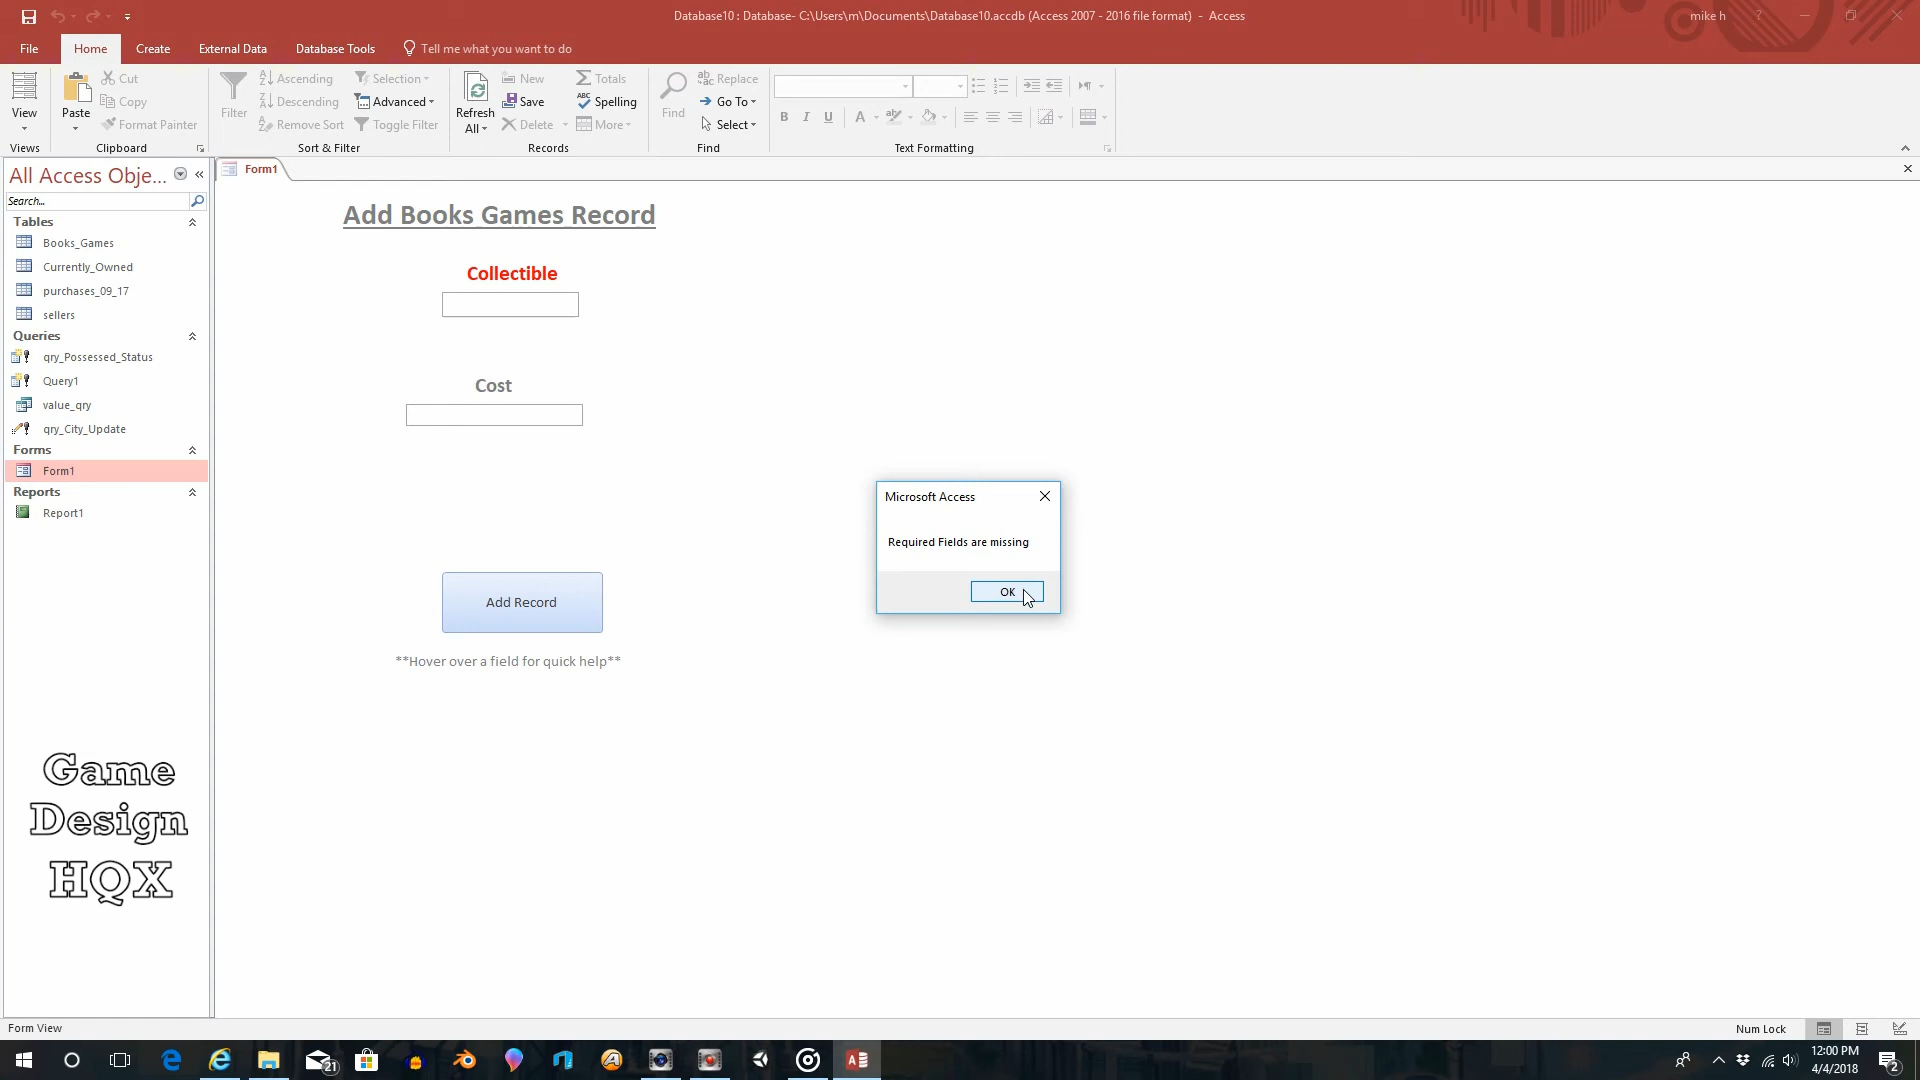 Database10 : Database- C:\Users\m\Documents\Database10.accdb (Access 2007 - 2016 file format)  -  Access
mike h
?
File
Home
Create
External Data
Database Tools
Tell me what you want to do
View
Views
Paste
Cut
Copy
Format Painter
Clipboard
Filter
Ascending
Descending
Remove Sort
Selection
Advanced
Toggle Filter
Sort & Filter
Refresh
All
New
Save
Delete
Totals
Spelling
More
Records
Find
Replace
Go To
Select
Find
B I U A
Text Formatting
All Access Obje...
Search...
Tables
Books_Games
Currently_Owned
purchases_09_17
sellers
Queries
qry_Possessed_Status
Query1
value_qry
qry_City_Update
Forms
Form1
Reports
Report1
Game
Design
HQX
Form1
Add Books_Games_Record
Collectible
Cost
Add Record
**Hover over a field for quick help**
Microsoft Access
Required Fields are missing
OK
Form View
Num Lock
21
12:00 PM
4/4/2018
2